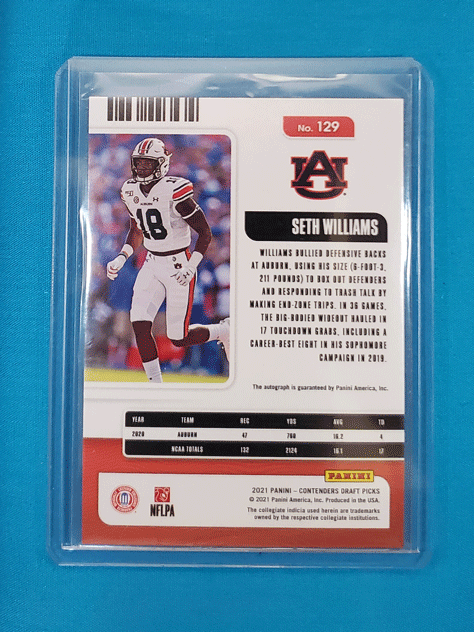 No. 129
AU
SETH WILLIAMS
WILLIAMS BULLIED DEFENSIVE BACKS
AT AUBURN, USING HIS SIZE (6-FOOT-3,
211 POUNDS) TO BOX OUT DEFENDERS
AND RESPONDING TO TRASH TALK BY
MAKING END-ZONE TRIPS. IN 36 GAMES,
THE BIG-BODIED WIDEOUT HAULED IN
17 TOUCHDOWN GRABS, INCLUDING A
CAREER-BEST EIGHT IN HIS SOPHOMORE
CAMPAIGN IN 2019.
The autograph is guaranteed by Panini America, Inc.
18
YEAR TEAM REC YDS AVG TD
2020 AUBURN 47 760 16.2 4
NCAA TOTALS 132 2124 16.1 17
PANINI
2021 PANINI – CONTENDERS DRAFT PICKS
© 2021 Panini America, Inc. Produced in the USA.
The collegiate indicia used herein are trademarks
owned by the respective collegiate institutions.
NFLPA